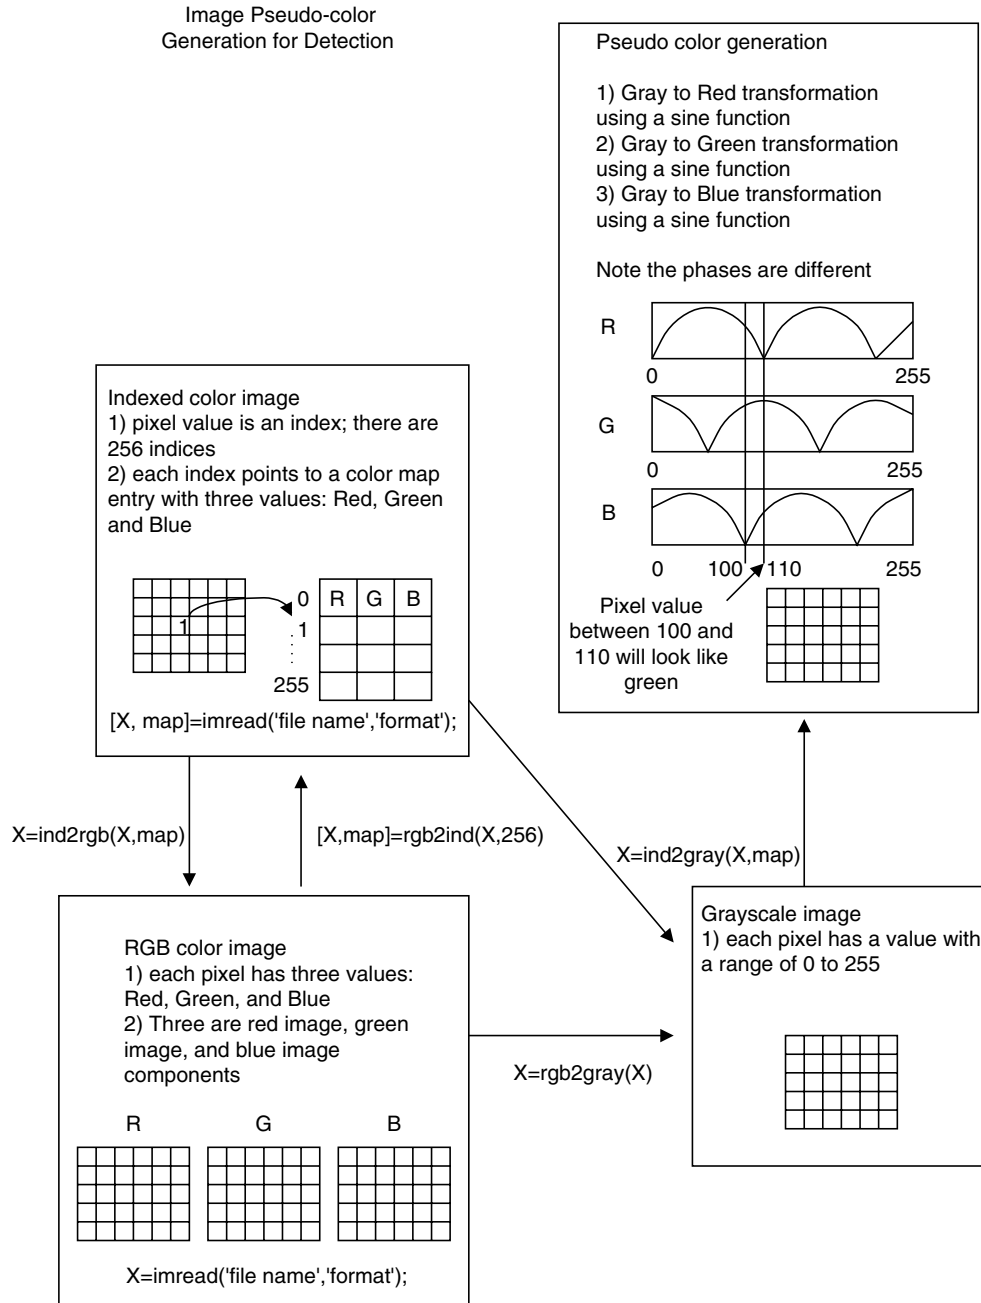 Image Pseudo-color
Generation for Detection
Pseudo color generation
1) Gray to Red transformation
using a sine function
2) Gray to Green transformation
using a sine function
3) Gray to Blue transformation
using a sine function
Note the phases are different
R
0
255
G
0
255
B
0
100
110
255
Pixel value
between 100 and
110 will look like
green
Indexed color image
1) pixel value is an index; there are
256 indices
2) each index points to a color map
entry with three values: Red, Green
and Blue
1
0
R G B
1
255
[X, map]=imread('file name','format');
X=ind2rgb(X,map)
[X,map]=rgb2ind(X,256)
X=ind2gray(X,map)
RGB color image
1) each pixel has three values:
Red, Green, and Blue
2) Three are red image, green
image, and blue image
components
R G B
X=imread('file name','format');
X=rgb2gray(X)
Grayscale image
1) each pixel has a value with
a range of 0 to 255